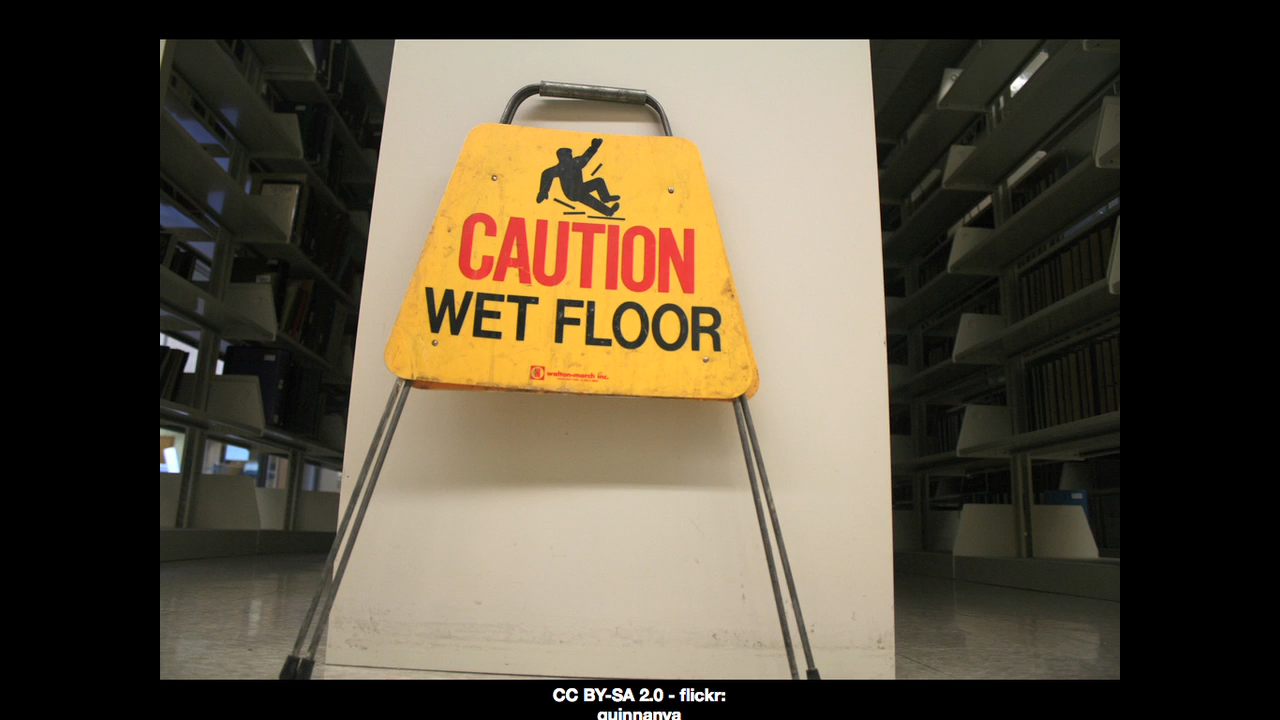 CAUTION
WET FLOOR
walton-march inc.
CC BY-SA 2.0 - flickr:
quinnanya